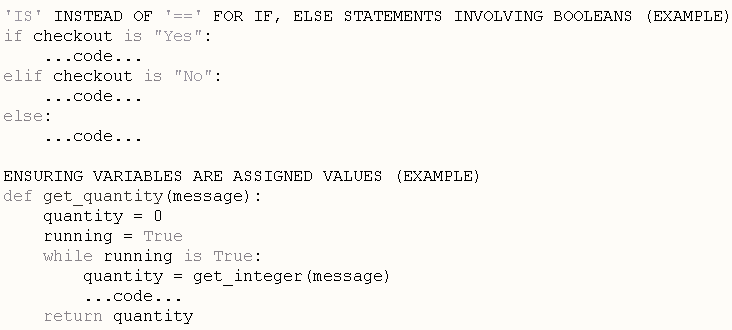 'IS' INSTEAD OF '==' FOR IF, ELSE STATEMENTS INVOLVING BOOLEANS (EXAMPLE)
if checkout is "Yes":
    ...code...
elif checkout is "No":
    ...code...
else:
    ...code...

ENSURING VARIABLES ARE ASSIGNED VALUES (EXAMPLE)
def get_quantity(message):
    quantity = 0
    running = True
    while running is True:
        quantity = get_integer(message)
        ...code...
    return quantity